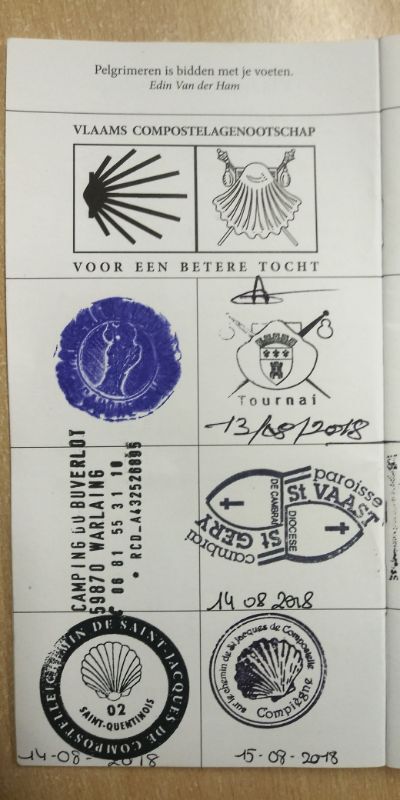 Pelgrimeren is bidden met je voeten.
Edin Van der Ham
VLAAMS COMPOSTELAGENOOTSCHAP
VOOR EEN BETERE TOCHT
Tournai
13/08/2018
CAMPING DU BUVERLOT
59870 WARLAING
06 81 55 31 10
• RCD_A432526895
paroisse
St VAAST
DIOCESE
DE CAMBRAI
St GERY
cambrai
14 08 2018
CHEMIN DE SAINT-JACQUES
DE COMPOSTELLE
02
SAINT-QUENTINOIS
14-08-2018
sur le chemin de St Jacques de Compostelle
Compiègne
15-08-2018